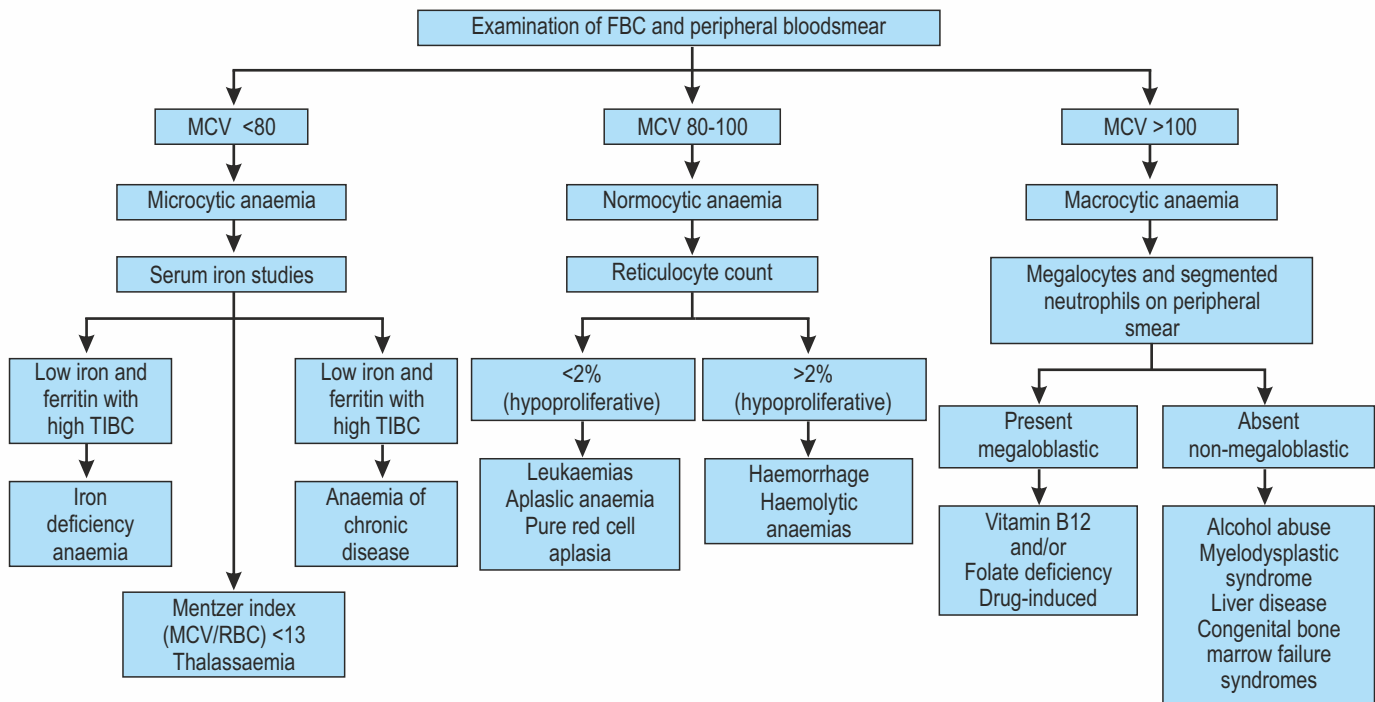 Examination of FBC and peripheral bloodsmear
MCV <80
MCV 80-100
MCV >100
Microcytic anaemia
Normocytic anaemia
Macrocytic anaemia
Serum iron studies
Reticulocyte count
Megalocytes and segmented
neutrophils on peripheral
smear
Low iron and
ferritin with
high TIBC
Low iron and
ferritin with
high TIBC
<2%
(hypoproliferative)
>2%
(hypoproliferative)
Present
megaloblastic
Absent
non-megaloblastic
Iron
deficiency
anaemia
Anaemia of
chronic
disease
Leukaemias
Aplaslic anaemia
Pure red cell
aplasia
Haemorrhage
Haemolytic
anaemias
Vitamin B12
and/or
Folate deficiency
Drug-induced
Alcohol abuse
Myelodysplastic
syndrome
Liver disease
Congenital bone
marrow failure
syndromes
Mentzer index
(MCV/RBC) <13
Thalassaemia